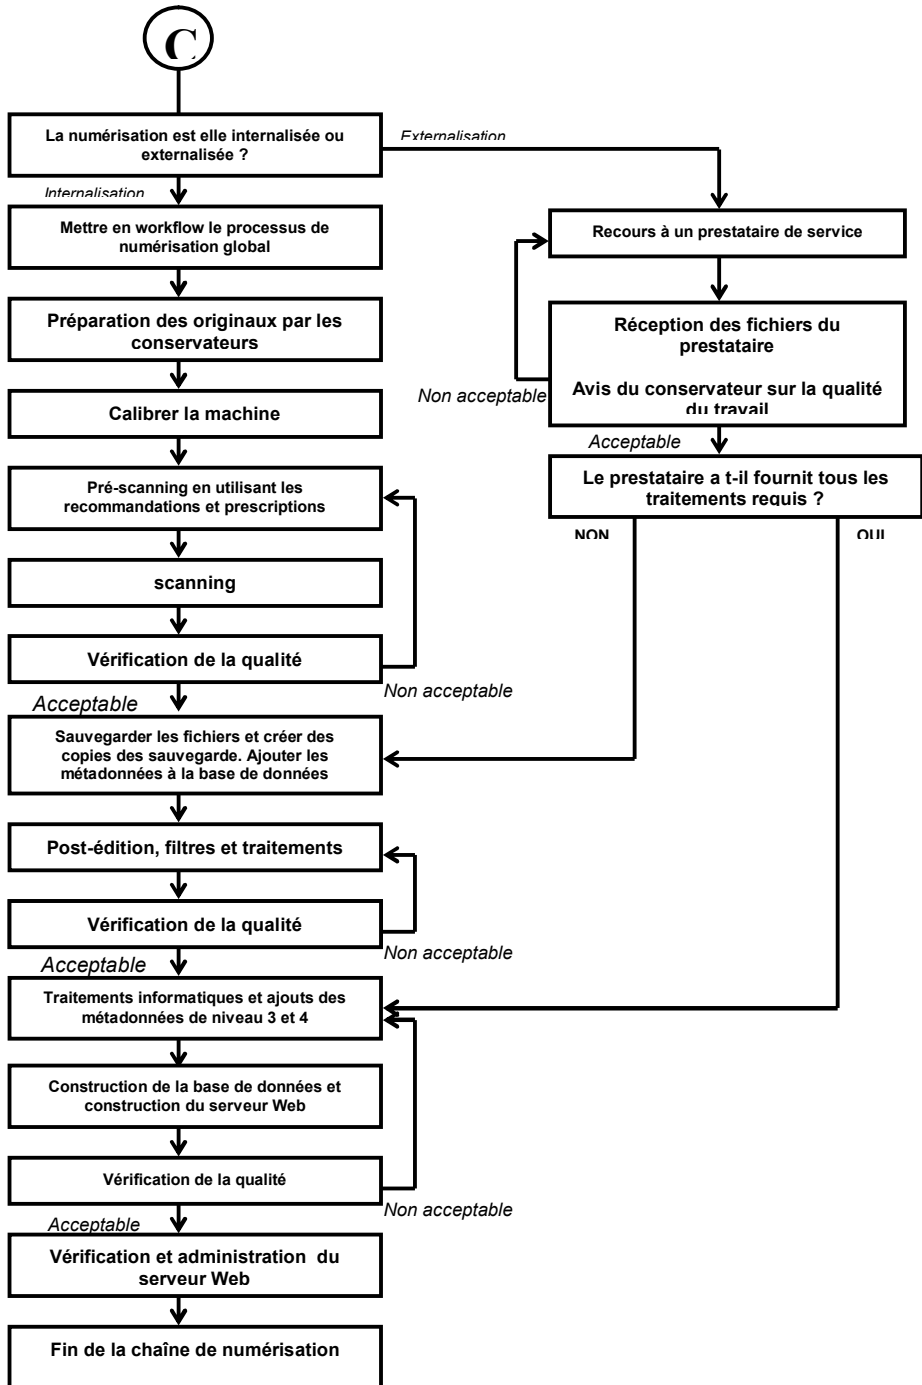 C
La numérisation est elle internalisée ou
externalisée ?
Externalisation
Internalisation
Mettre en workflow le processus de
numérisation global
Recours à un prestataire de service
Préparation des originaux par les
conservateurs
Réception des fichiers du
prestataire
Avis du conservateur sur la qualité
du travail
Non acceptable
Calibrer la machine
Acceptable
Le prestataire a t-il fournit tous les
traitements requis ?
NON
OUI
Pré-scanning en utilisant les
recommandations et prescriptions
scanning
Vérification de la qualité
Non acceptable
Acceptable
Sauvegarder les fichiers et créer des
copies des sauvegarde. Ajouter les
métadonnées à la base de données
Post-édition, filtres et traitements
Vérification de la qualité
Non acceptable
Acceptable
Traitements informatiques et ajouts des
métadonnées de niveau 3 et 4
Construction de la base de données et
construction du serveur Web
Vérification de la qualité
Non acceptable
Acceptable
Vérification et administration  du
serveur Web
Fin de la chaîne de numérisation